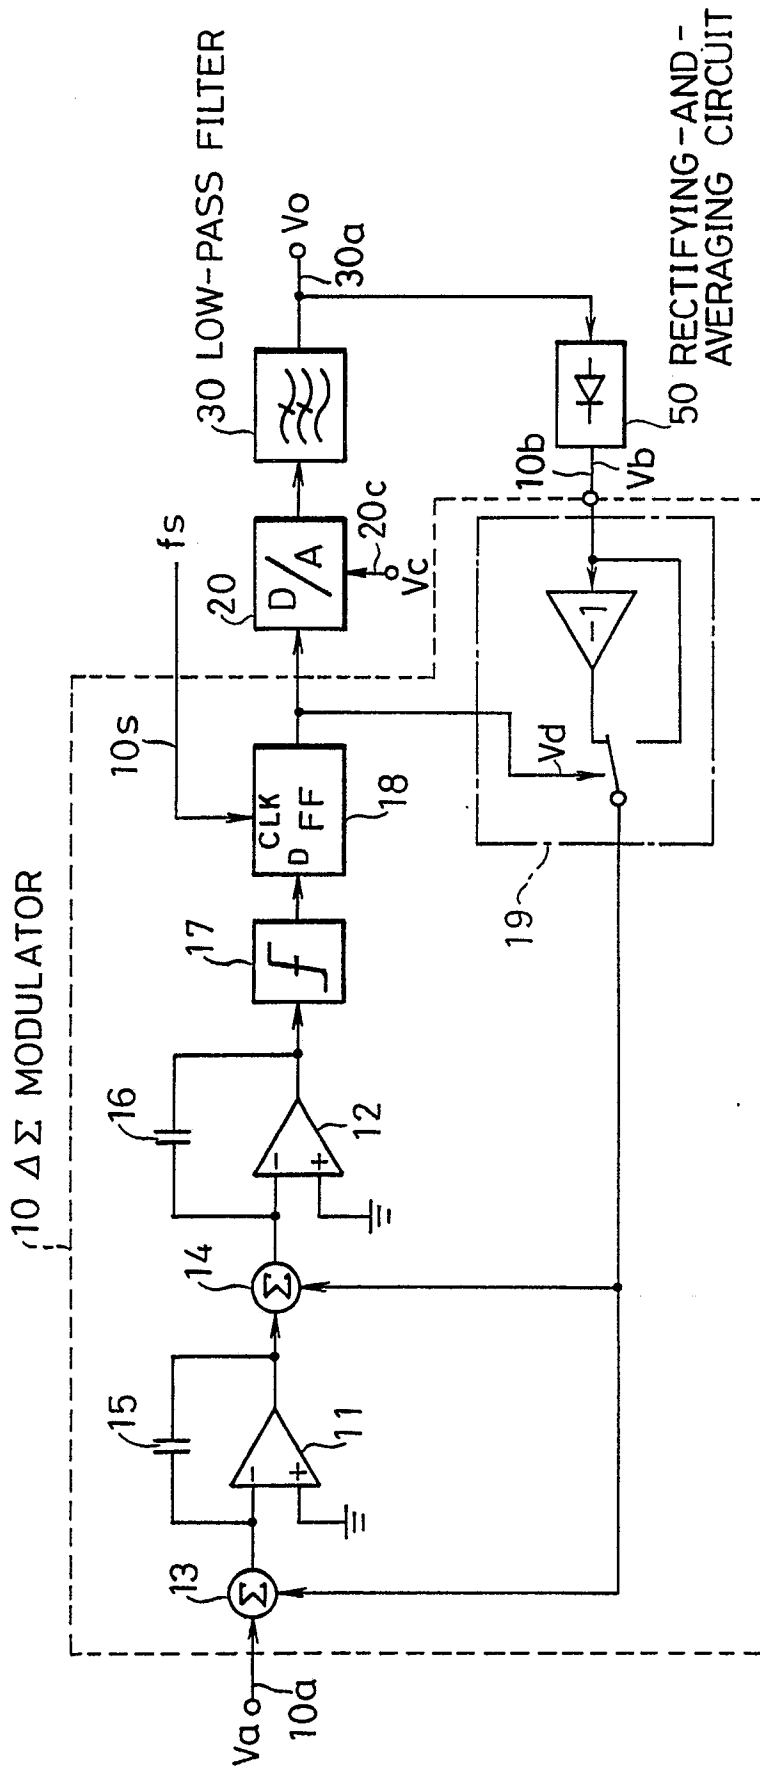 10 ΔΣ MODULATOR
10s
fs
30 LOW-PASS FILTER
15
16
17
CLK
D FF
18
20
D/A
20c
Vc
Vo
30a
Va
10a
13
Σ
-
+
11
14
Σ
-
+
12
19
Vd
-1
10b
Vb
50 RECTIFYING-AND-
AVERAGING CIRCUIT